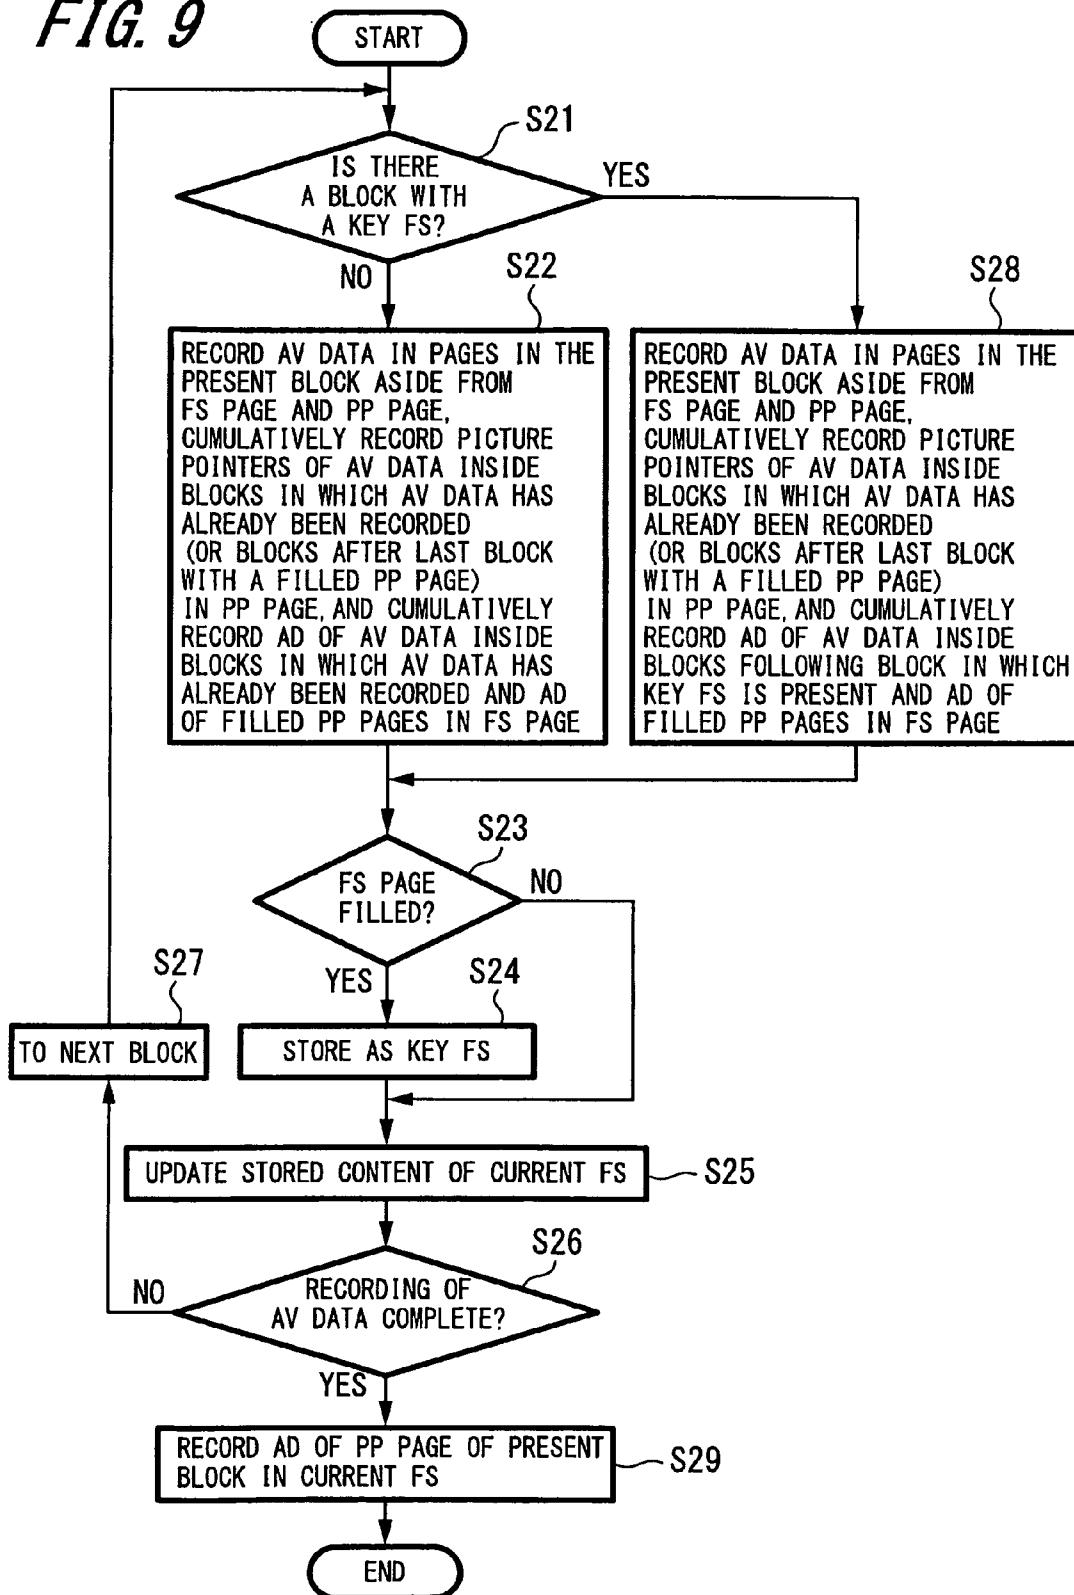 FIG. 9
START
S21
IS THERE
A BLOCK WITH
A KEY FS?
YES
NO
S22
RECORD AV DATA IN PAGES IN THE
PRESENT BLOCK ASIDE FROM
FS PAGE AND PP PAGE,
CUMULATIVELY RECORD PICTURE
POINTERS OF AV DATA INSIDE
BLOCKS IN WHICH AV DATA HAS
ALREADY BEEN RECORDED
(OR BLOCKS AFTER LAST BLOCK
WITH A FILLED PP PAGE)
IN PP PAGE, AND CUMULATIVELY
RECORD AD OF AV DATA INSIDE
BLOCKS IN WHICH AV DATA HAS
ALREADY BEEN RECORDED AND AD
OF FILLED PP PAGES IN FS PAGE
S28
RECORD AV DATA IN PAGES IN THE
PRESENT BLOCK ASIDE FROM
FS PAGE AND PP PAGE,
CUMULATIVELY RECORD PICTURE
POINTERS OF AV DATA INSIDE
BLOCKS IN WHICH AV DATA HAS
ALREADY BEEN RECORDED
(OR BLOCKS AFTER LAST BLOCK
WITH A FILLED PP PAGE)
IN PP PAGE, AND CUMULATIVELY
RECORD AD OF AV DATA INSIDE
BLOCKS FOLLOWING BLOCK IN WHICH
KEY FS IS PRESENT AND AD OF
FILLED PP PAGES IN FS PAGE
S23
FS PAGE
FILLED?
NO
YES
S24
STORE AS KEY FS
S27
TO NEXT BLOCK
UPDATE STORED CONTENT OF CURRENT FS
S25
S26
RECORDING OF
AV DATA COMPLETE?
NO
YES
RECORD AD OF PP PAGE OF PRESENT
BLOCK IN CURRENT FS
S29
END